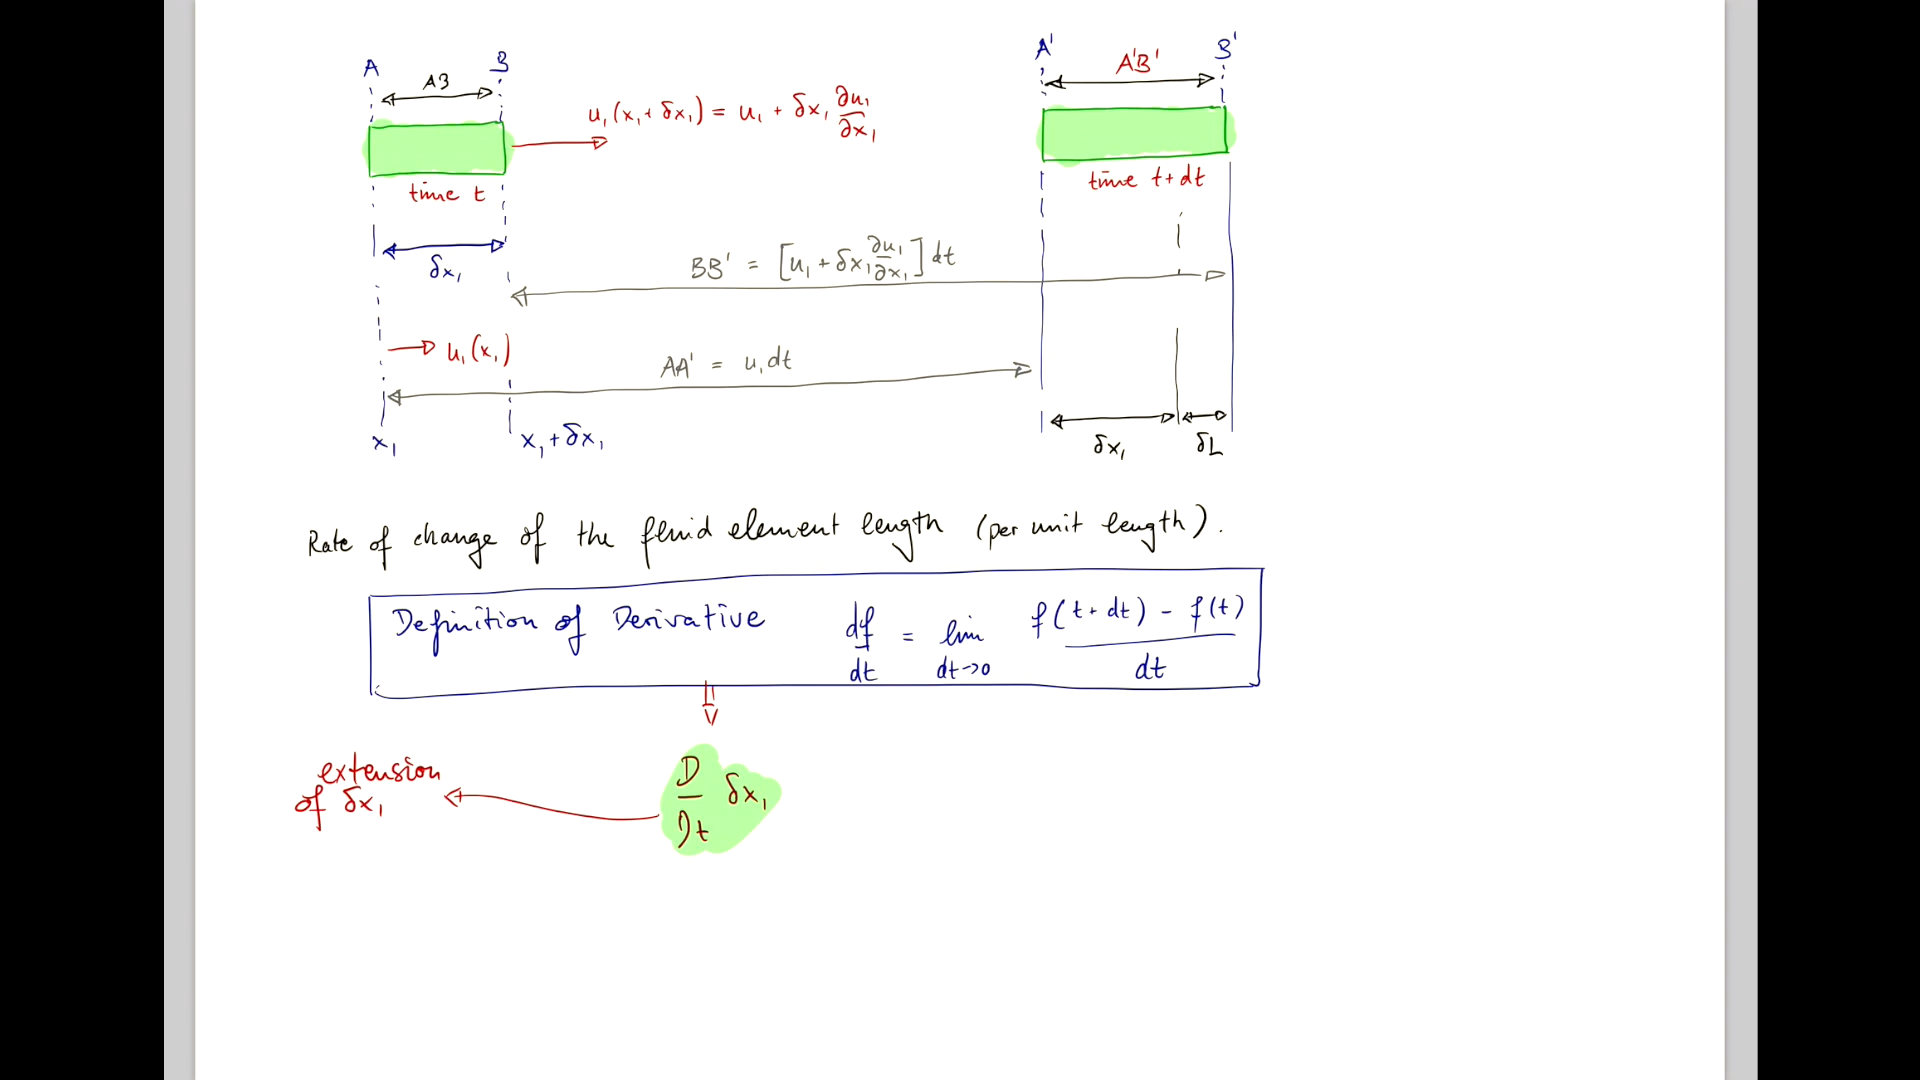 A B A' B'
AB A'B'
u₁(x₁+δx₁) = u₁ + δx₁ ∂u₁/∂x₁
time t time t+dt
δx₁
BB' = [u₁ + δx₁ ∂u₁/∂x₁] dt
u₁(x₁)
AA' = u₁dt
x₁ x₁+δx₁ δx₁ δL
Rate of change of the fluid element length (per unit length).
Definition of Derivative df/dt = lim dt→0 f(t+dt) - f(t) / dt
extension
of δx₁
D/Dt δx₁